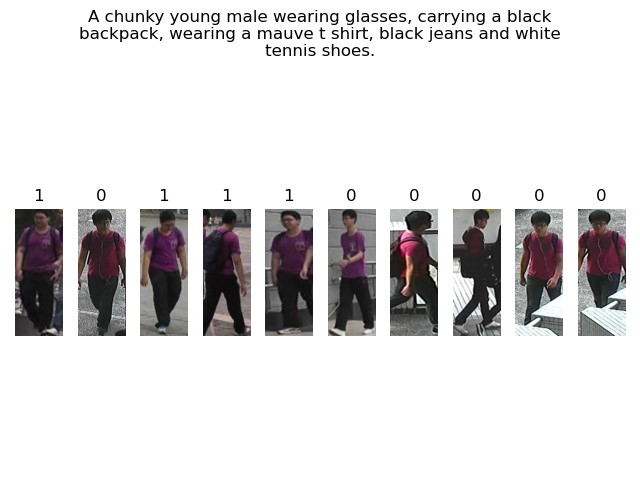 A chunky young male wearing glasses, carrying a black
backpack, wearing a mauve t shirt, black jeans and white
tennis shoes.
1 0 1 1 1 0 0 0 0 0